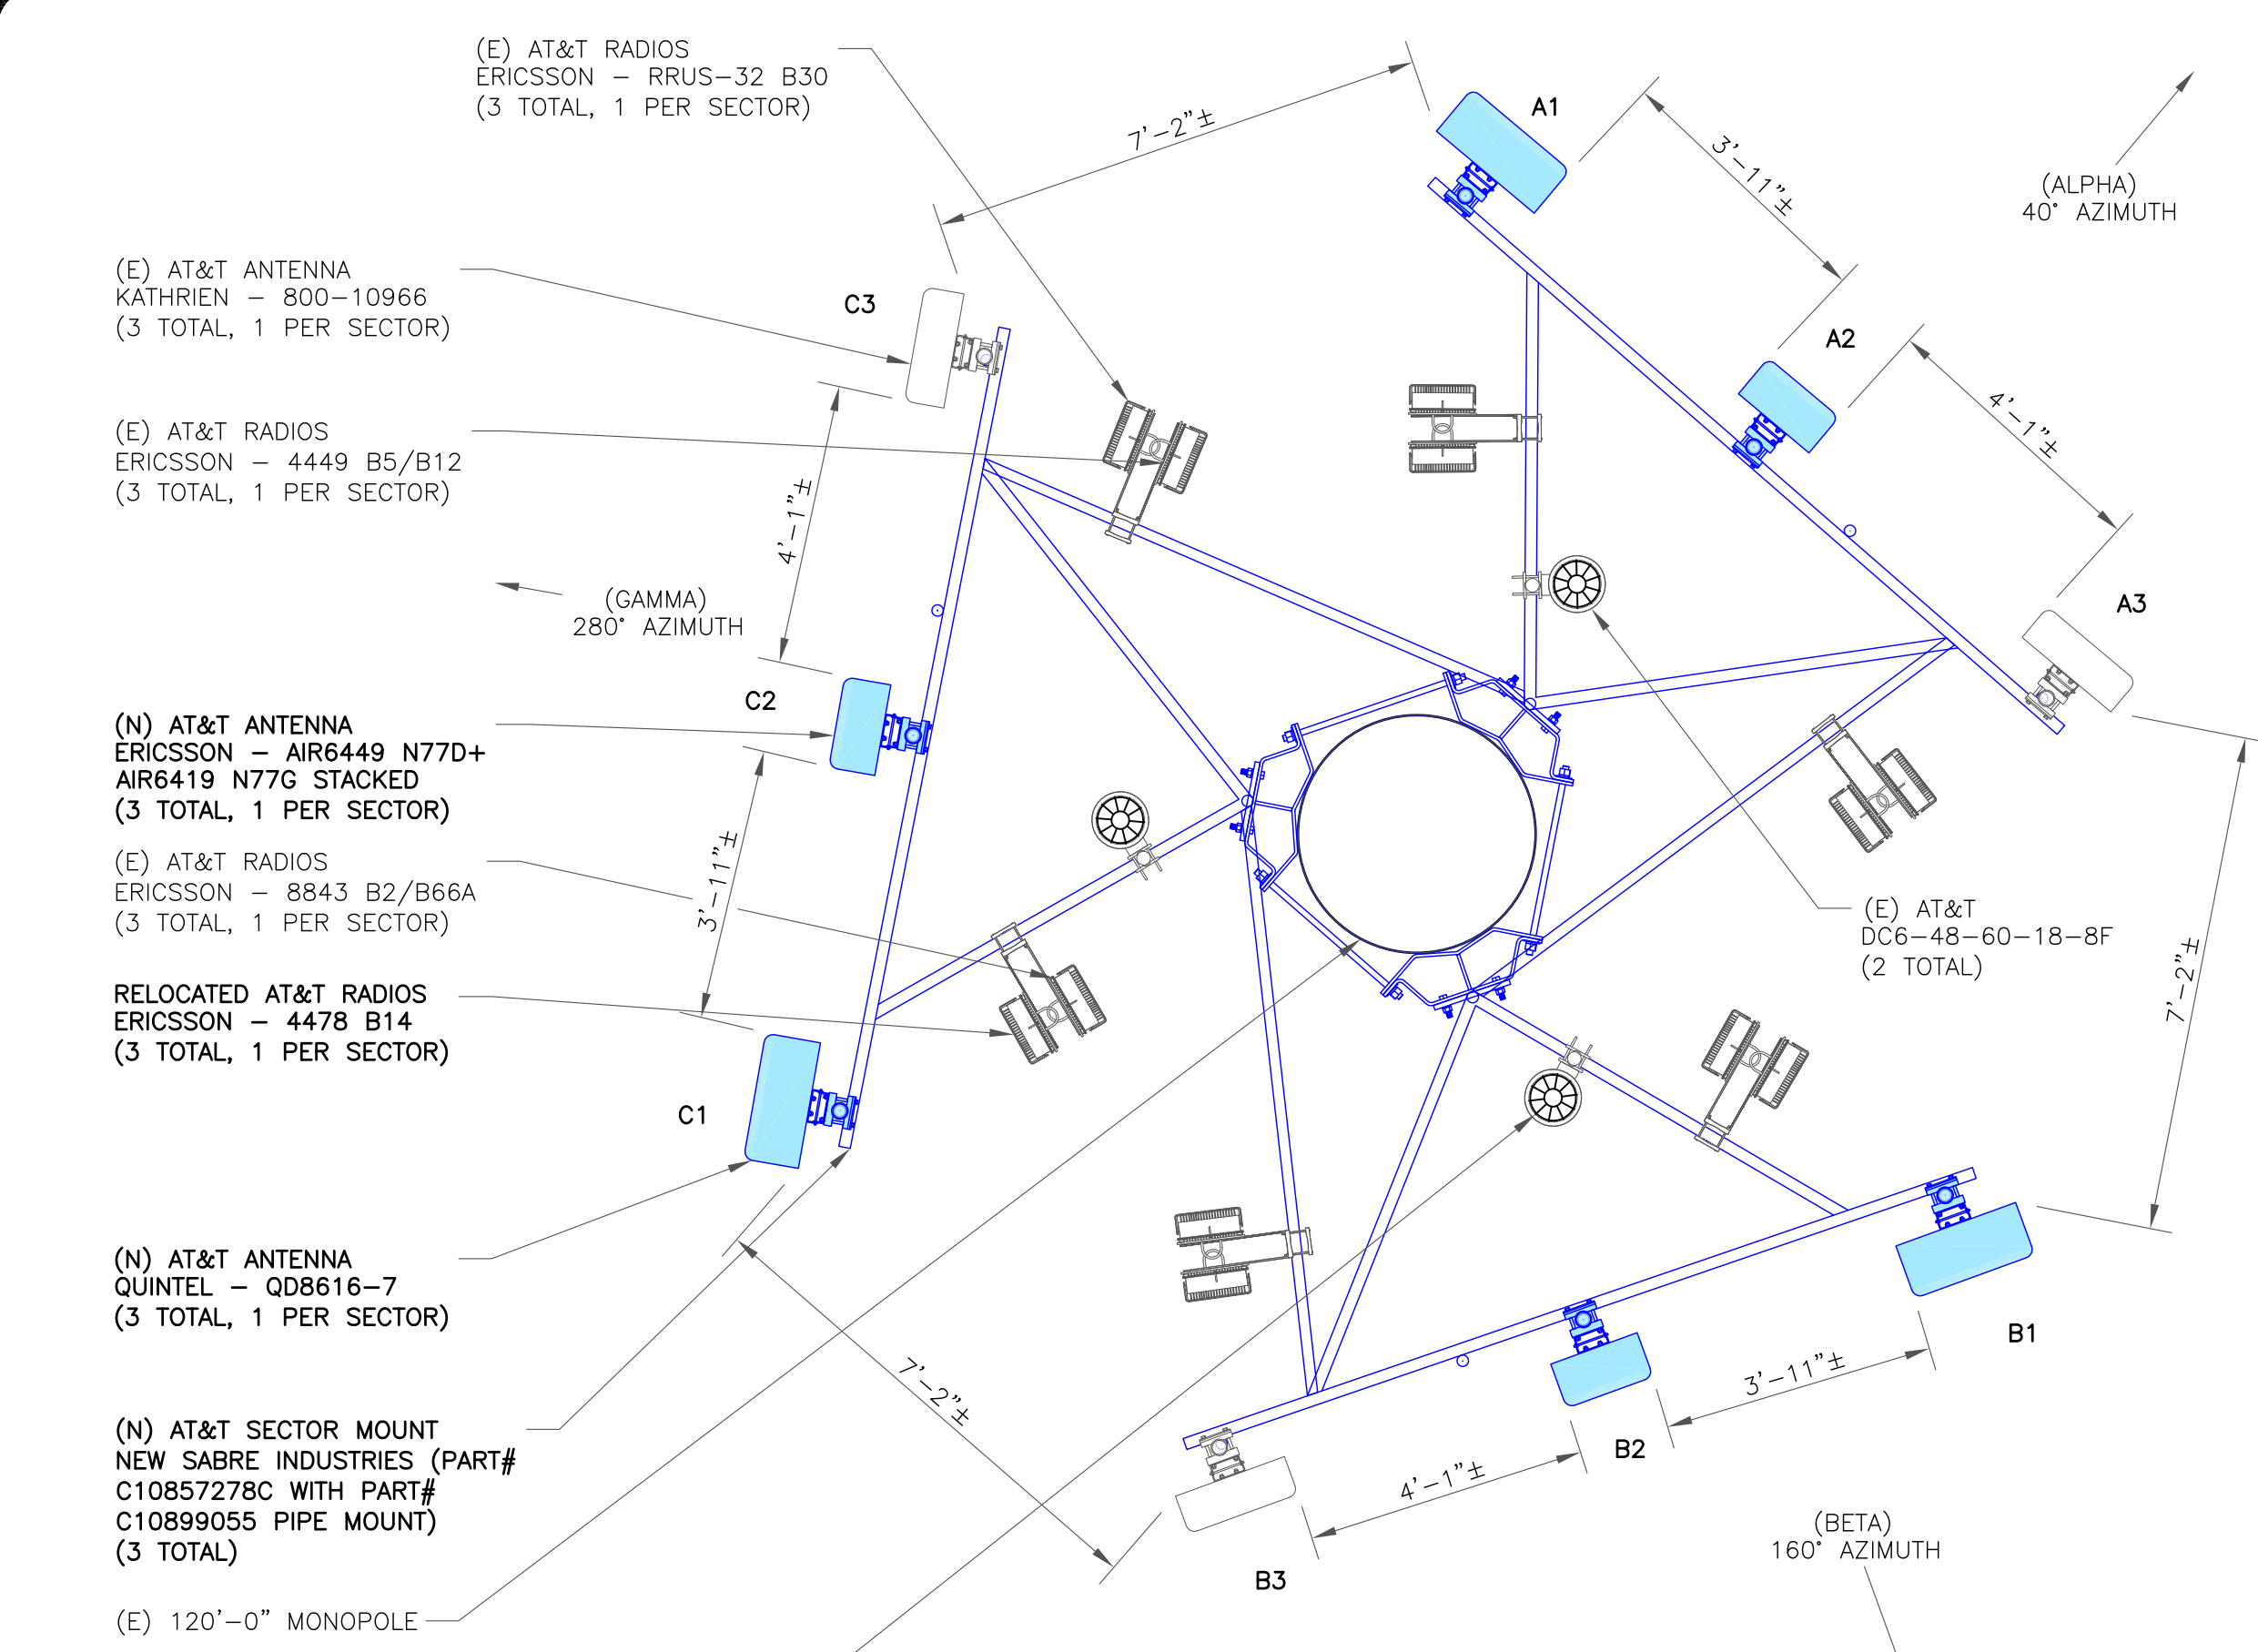 (E) AT&T RADIOS
ERICSSON - RRUS-32 B30
(3 TOTAL, 1 PER SECTOR)
7'-2"±
A1
3'-11"±
(ALPHA)
40° AZIMUTH
(E) AT&T ANTENNA
KATHRIEN - 800-10966
(3 TOTAL, 1 PER SECTOR)
C3
A2
4'-1"±
(E) AT&T RADIOS
ERICSSON - 4449 B5/B12
(3 TOTAL, 1 PER SECTOR)
4'-1"±
(GAMMA)
280° AZIMUTH
A3
C2
(N) AT&T ANTENNA
ERICSSON - AIR6449 N77D+
AIR6419 N77G STACKED
(3 TOTAL, 1 PER SECTOR)
(E) AT&T RADIOS
ERICSSON - 8843 B2/B66A
(3 TOTAL, 1 PER SECTOR)
3'-11"±
(E) AT&T
DC6-48-60-18-8F
(2 TOTAL)
7'-2"±
RELOCATED AT&T RADIOS
ERICSSON - 4478 B14
(3 TOTAL, 1 PER SECTOR)
C1
(N) AT&T ANTENNA
QUINTEL - QD8616-7
(3 TOTAL, 1 PER SECTOR)
B1
7'-2"±
3'-11"±
B2
4'-1"±
(N) AT&T SECTOR MOUNT
NEW SABRE INDUSTRIES (PART#
C10857278C WITH PART#
C10899055 PIPE MOUNT)
(3 TOTAL)
(BETA)
160° AZIMUTH
B3
(E) 120'-0" MONOPOLE